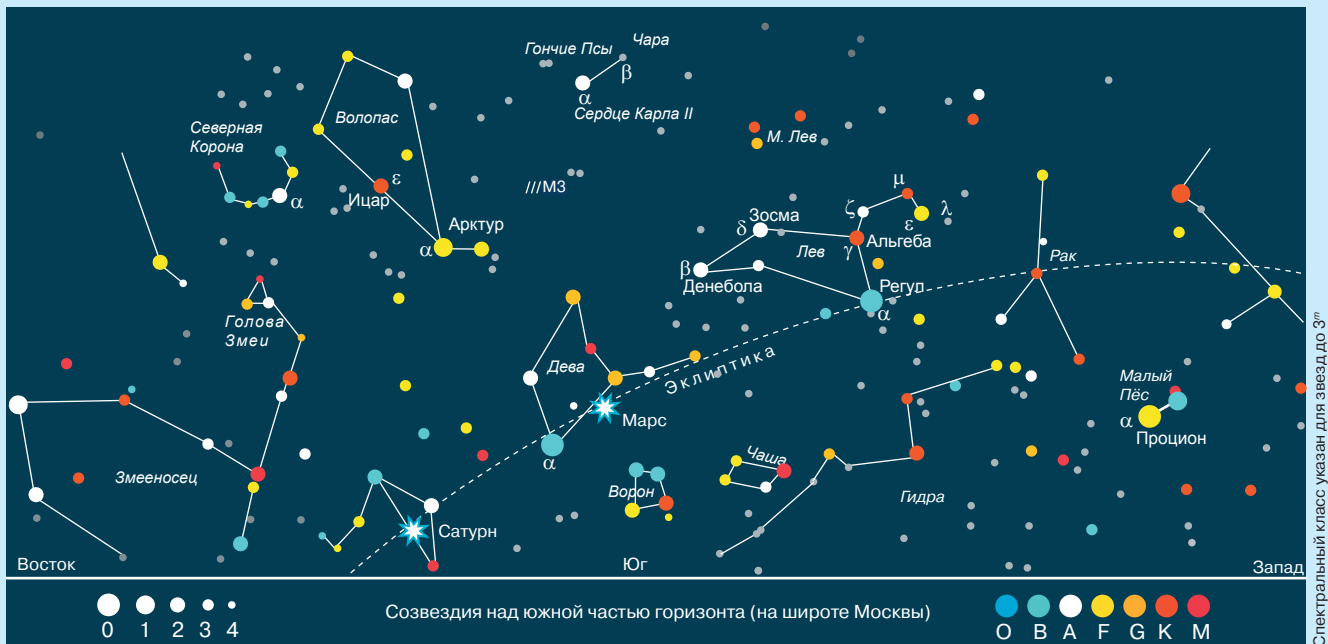 Гончие Псы
Чара
β
α
Сердце Карла II
Волопас
Северная
Корона
α
М. Лев
ε
Ицар
///М3
μ
ζ
ε
λ
Зосма
δ
Арктур
α
γ
Альгеба
Лев
Рак
β
Денебола
Регул
α
Голова
Змеи
Дева
Эклиптика
Малый
Пёс
α
Процион
Марс
α
Чаша
Змееносец
Ворон
Гидра
Сатурн
Восток
Юг
Запад
0 1 2 3 4
Созвездия над южной частью горизонта (на широте Москвы)
O B A F G K M
Спектральный класс указан для звезд до 3m